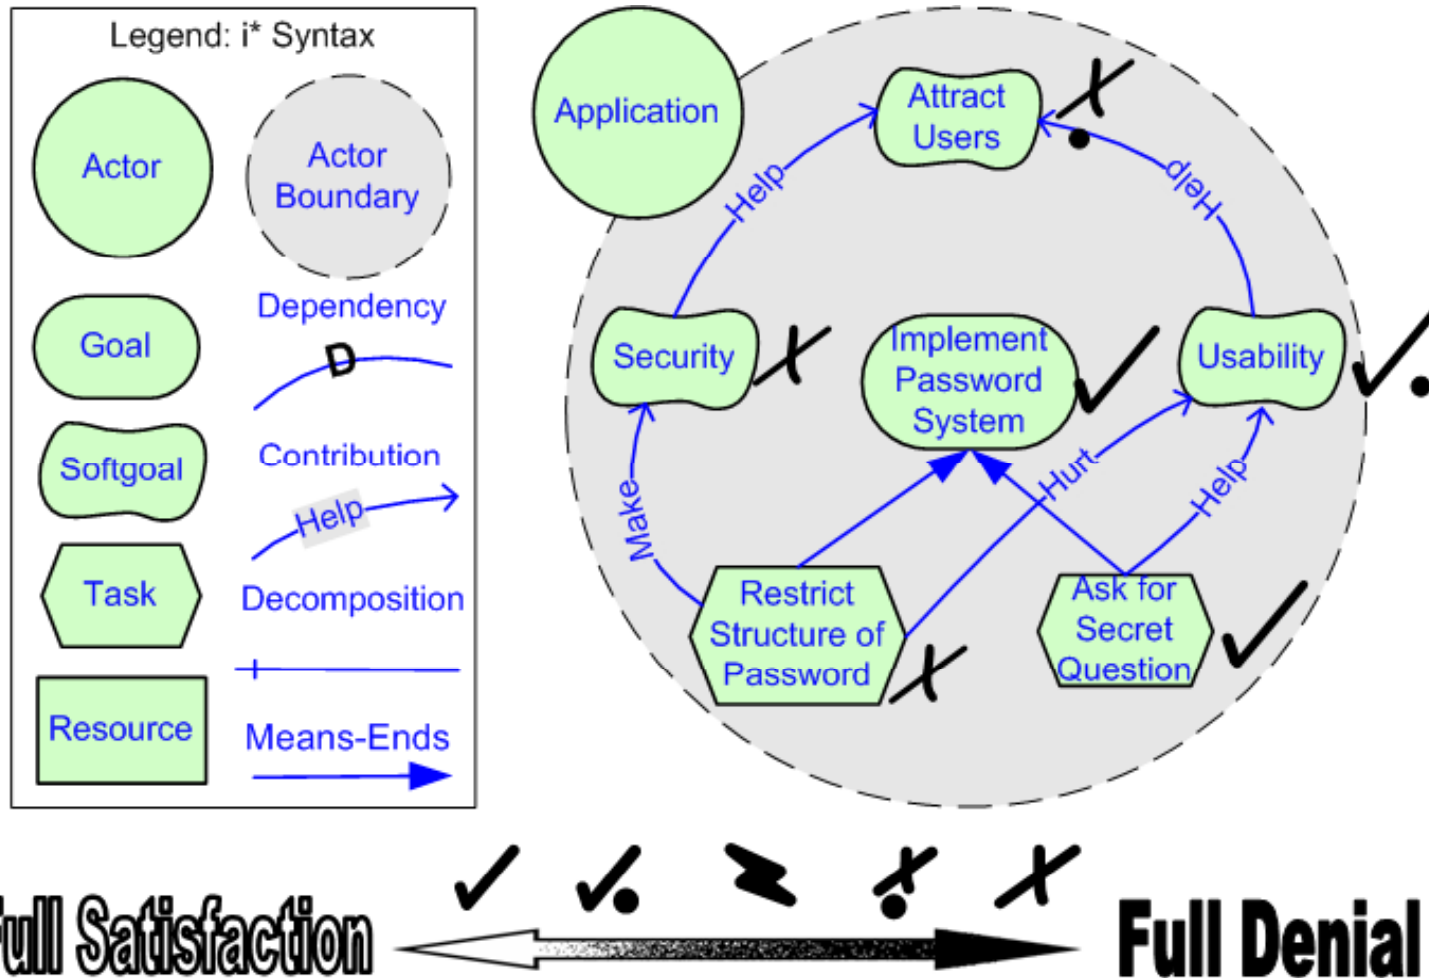 Legend: i* Syntax
Actor
Actor
Boundary
Goal
Dependency
D
Softgoal
Contribution
Help
Task
Decomposition
Resource
Means-Ends
Application
Attract
Users
Help
Help
Security
Implement
Password
System
Usability
Make
Hurt
Help
Restrict
Structure of
Password
Ask for
Secret
Question
Full Satisfaction
Full Denial